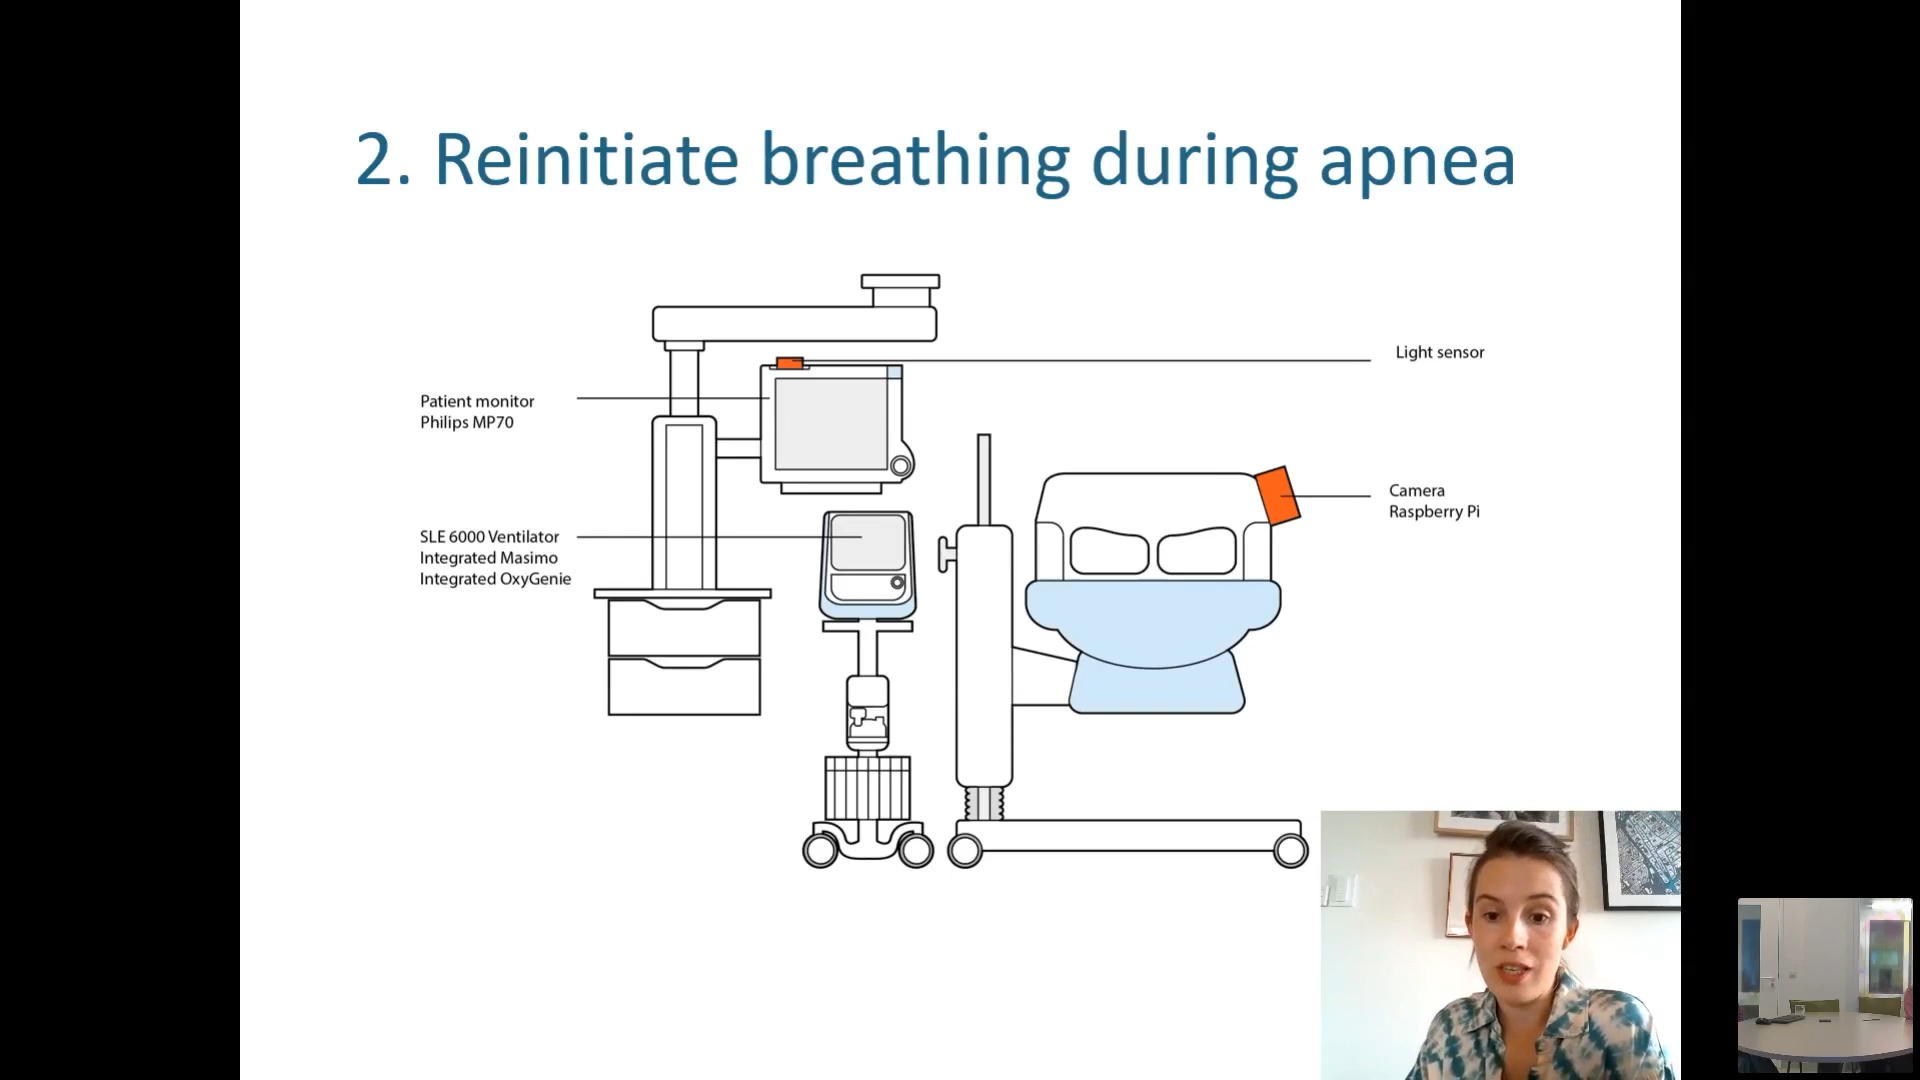 2. Reinitiate breathing during apnea
Light sensor
Patient monitor
Philips MP70
Camera
Raspberry Pi
SLE 6000 Ventilator
Integrated Masimo
Integrated OxyGenie